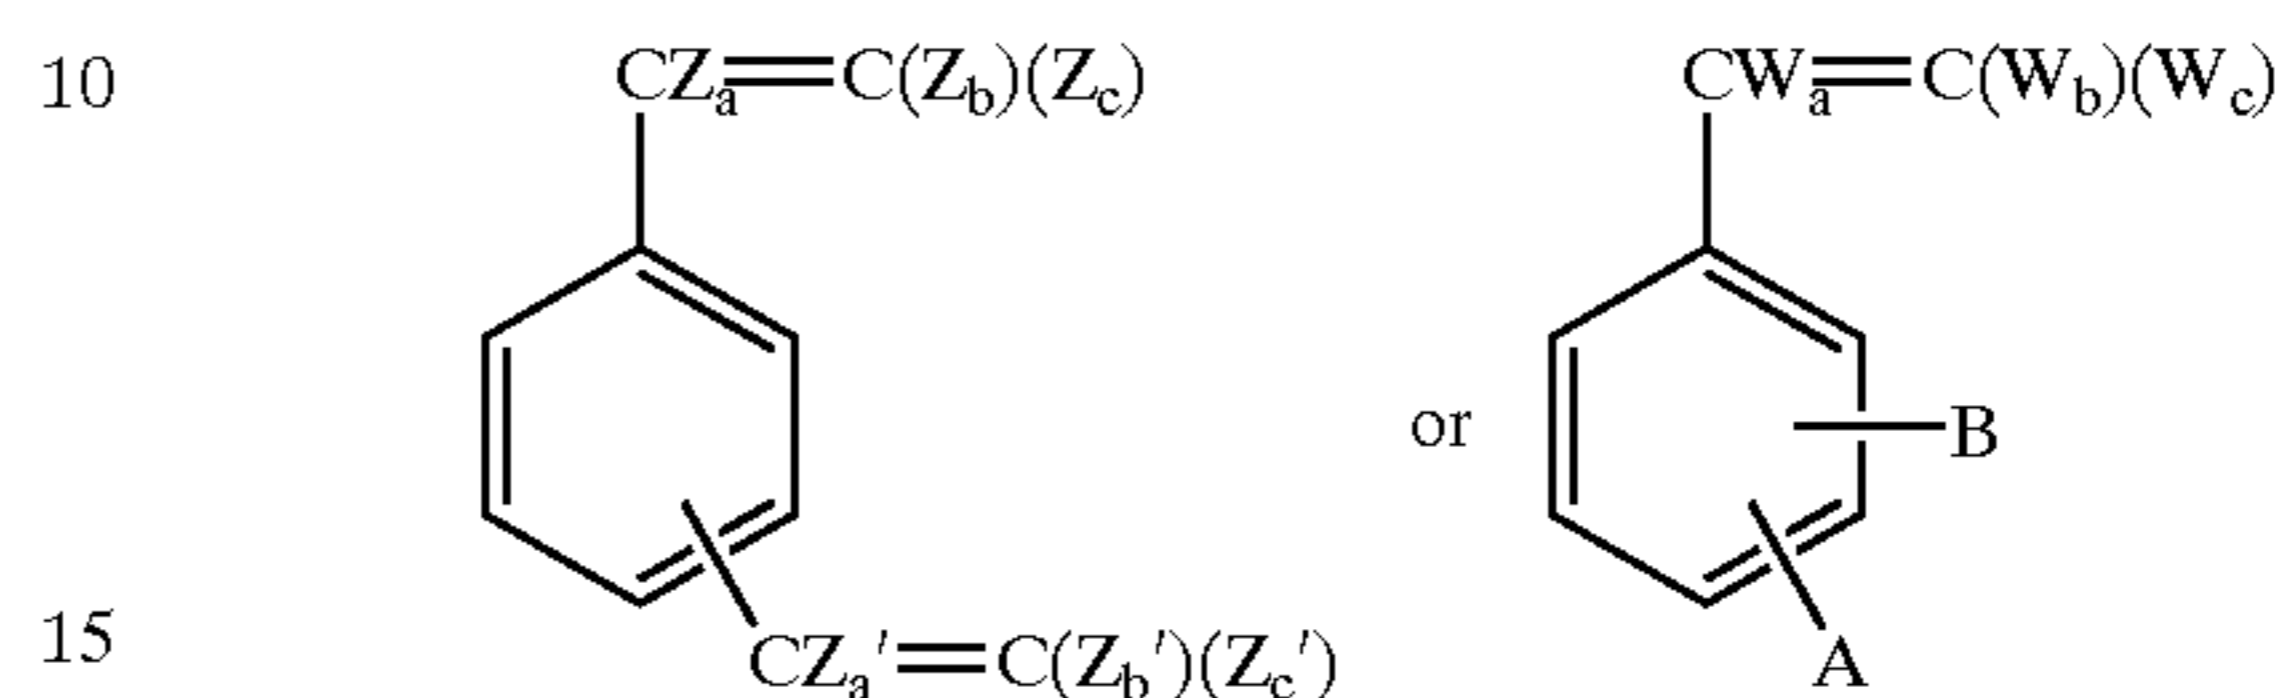 10 CZa=C(Zb)(Zc) CWa=C(Wb)(Wc)
or B
15 CZa'=C(Zb')(Zc') A